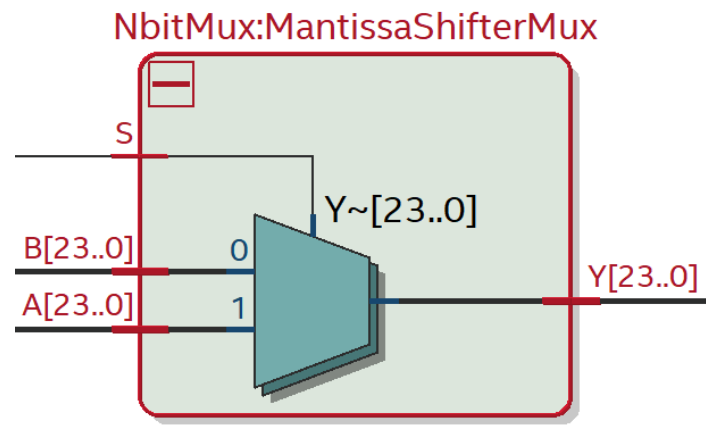 NbitMux:MantissaShifterMux
S
Y~[23..0]
B[23..0]
0
Y[23..0]
A[23..0]
1